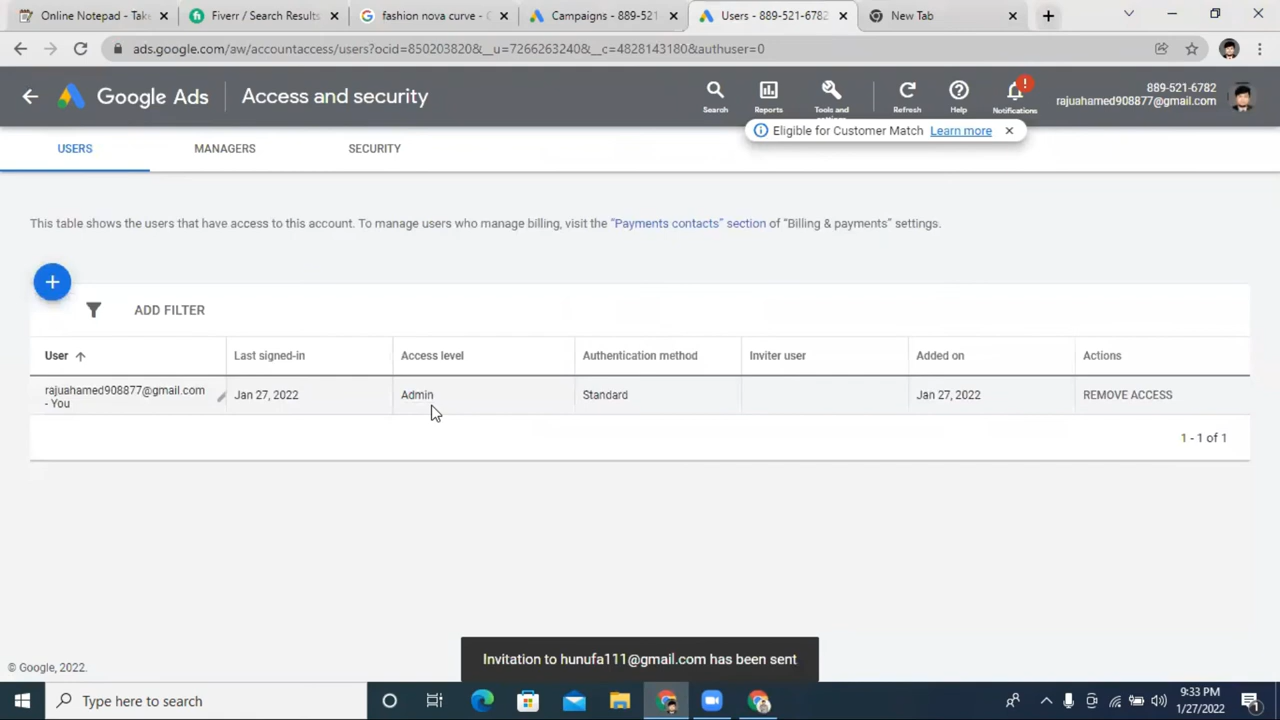 Online Notepad - Take
Fiverr / Search Results
fashion nova curve - G
Campaigns - 889-521
Users - 889-521-6782
New Tab
ads.google.com/aw/accountaccess/users?ocid=850203820&__u=7266263240&__c=4828143180&authuser=0
Google Ads
Access and security
Search
Reports
Tools and
Refresh
Help
Notifications
889-521-6782
rajuahamed908877@gmail.com
Eligible for Customer Match Learn more
USERS
MANAGERS
SECURITY
This table shows the users that have access to this account. To manage users who manage billing, visit the "Payments contacts" section of "Billing & payments" settings.
ADD FILTER
User
Last signed-in
Access level
Authentication method
Inviter user
Added on
Actions
rajuahamed908877@gmail.com
- You
Jan 27, 2022
Admin
Standard
Jan 27, 2022
REMOVE ACCESS
1 - 1 of 1
Invitation to hunufa111@gmail.com has been sent
© Google, 2022.
Type here to search
9:33 PM
1/27/2022
1